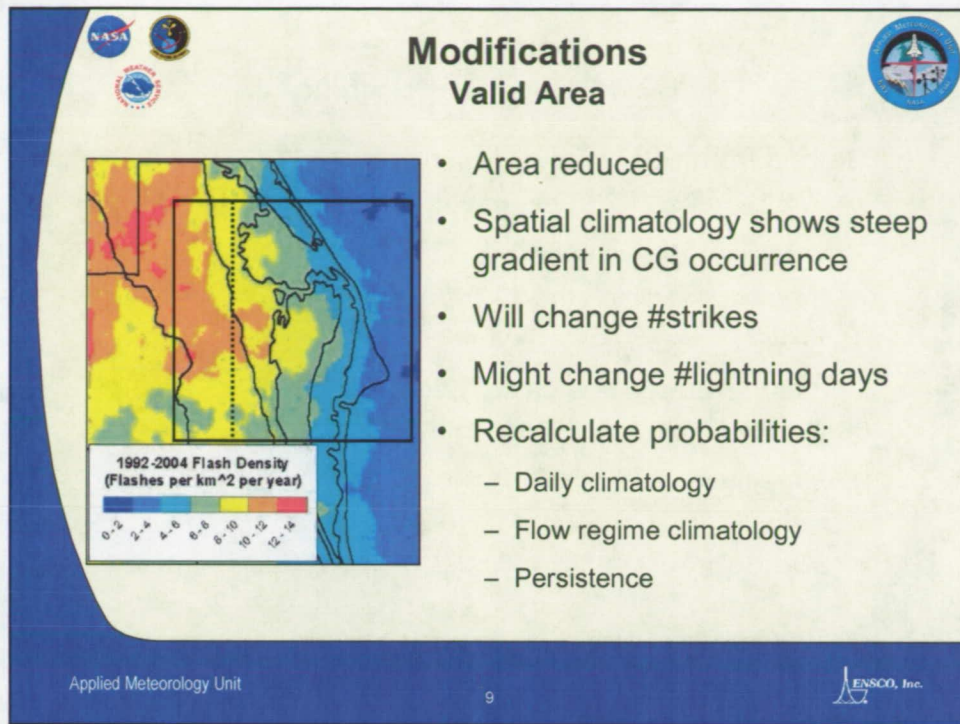 NASA
NATIONAL WEATHER SERVICE
Modifications
Valid Area
• Area reduced
• Spatial climatology shows steep
gradient in CG occurrence
• Will change #strikes
• Might change #lightning days
• Recalculate probabilities:
– Daily climatology
– Flow regime climatology
– Persistence
1992-2004 Flash Density
(Flashes per km^2 per year)
0 - 2
2 - 4
4 - 6
6 - 8
8 - 10
10 - 12
12 - 14
Applied Meteorology Unit
9
ENSCO, Inc.